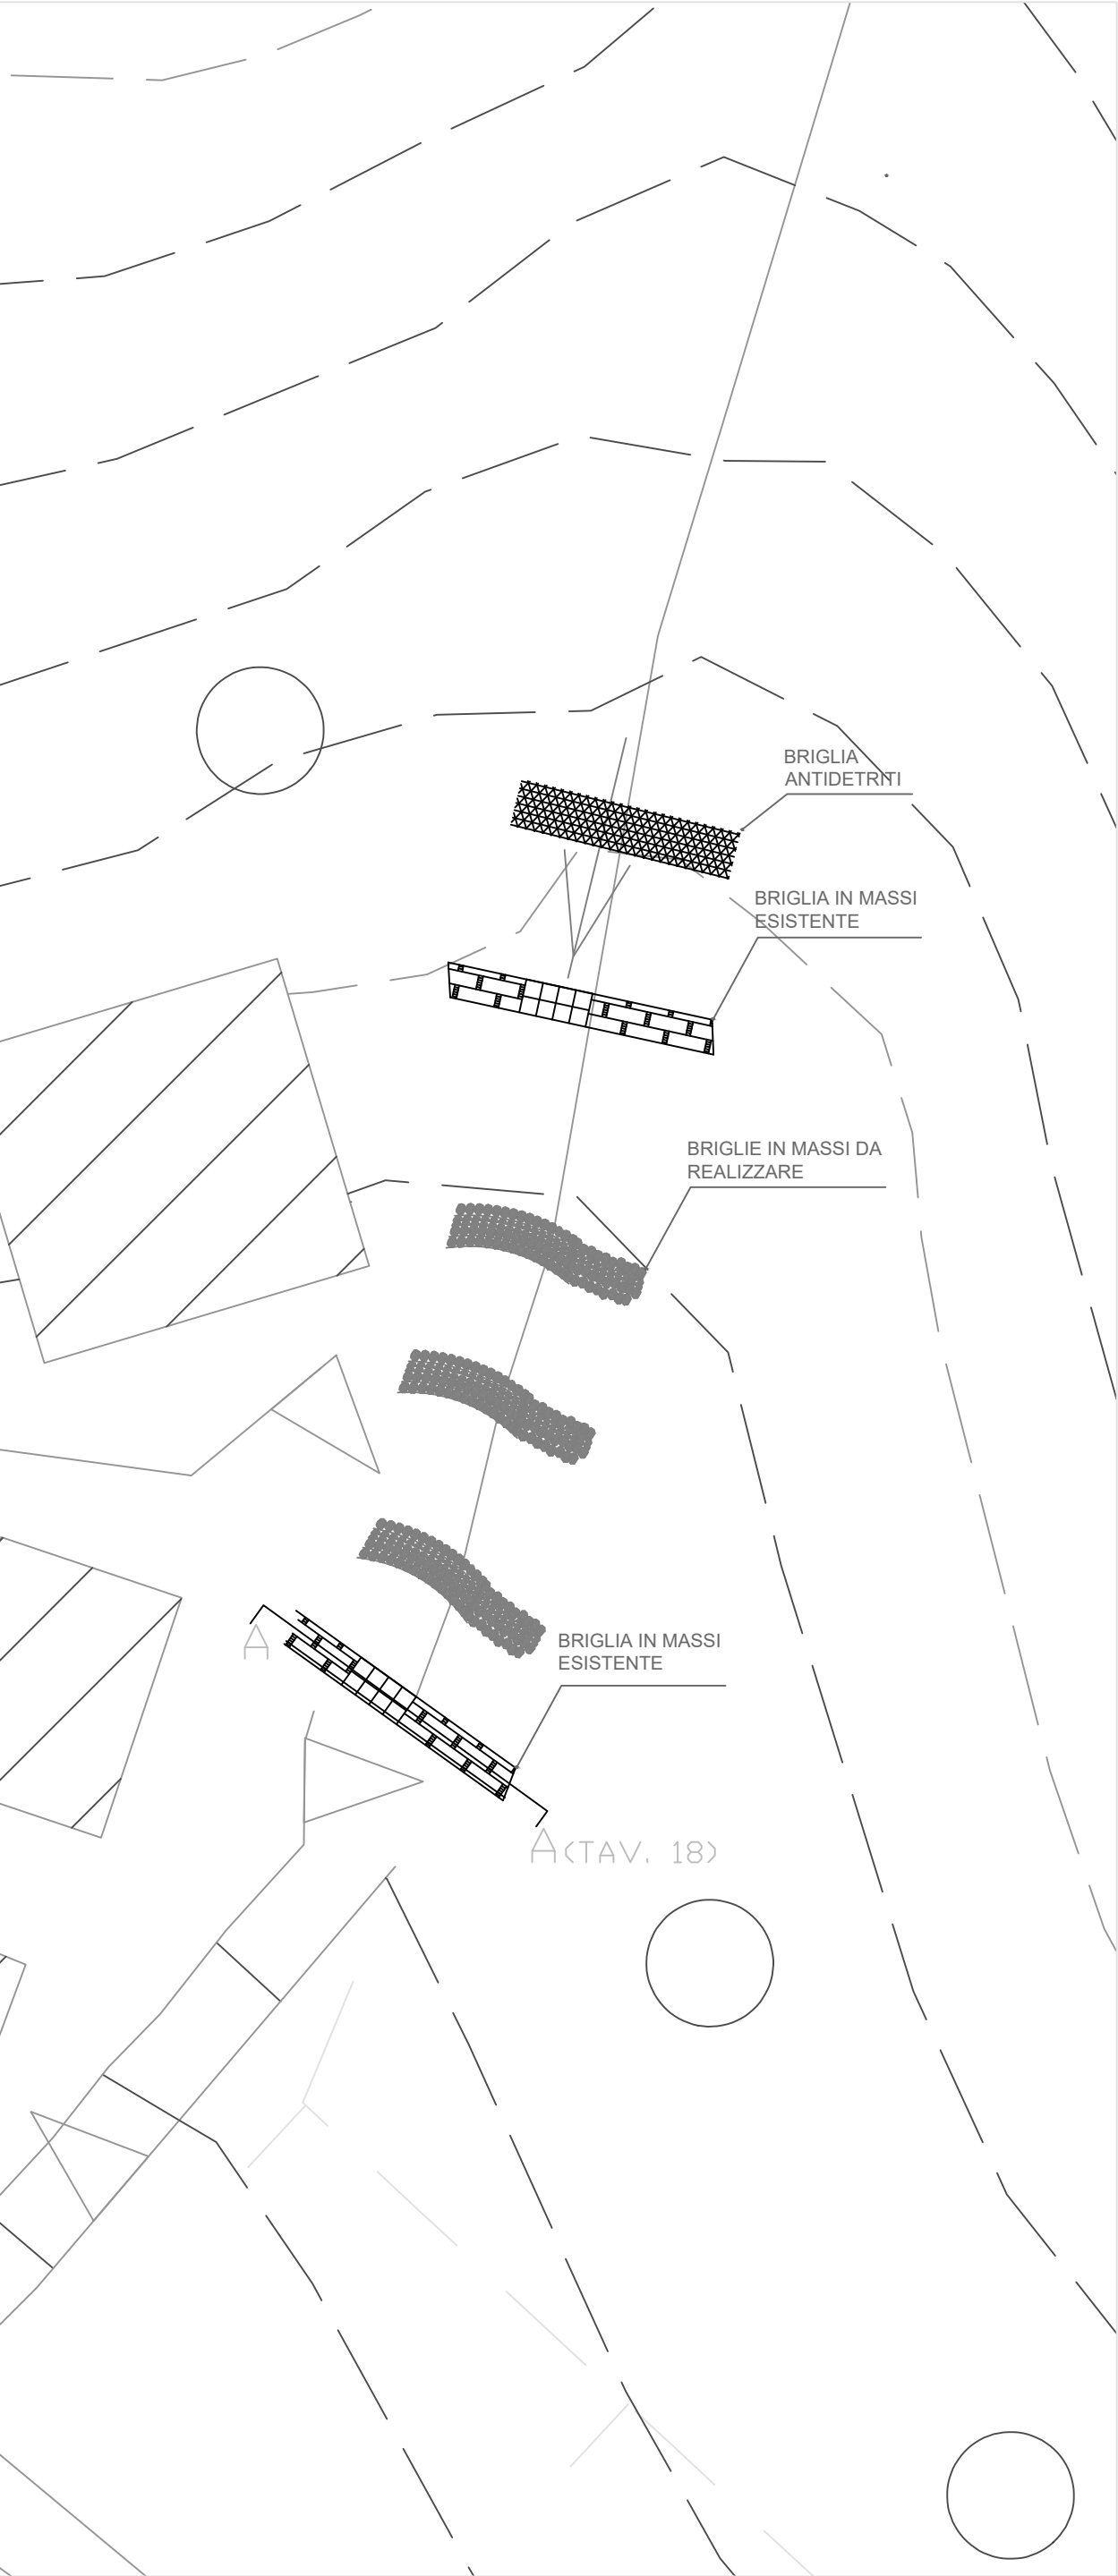 BRIGLIA
ANTIDETRITI
BRIGLIA IN MASSI
ESISTENTE
BRIGLIE IN MASSI DA
REALIZZARE
A
BRIGLIA IN MASSI
ESISTENTE
A(TAV. 18)